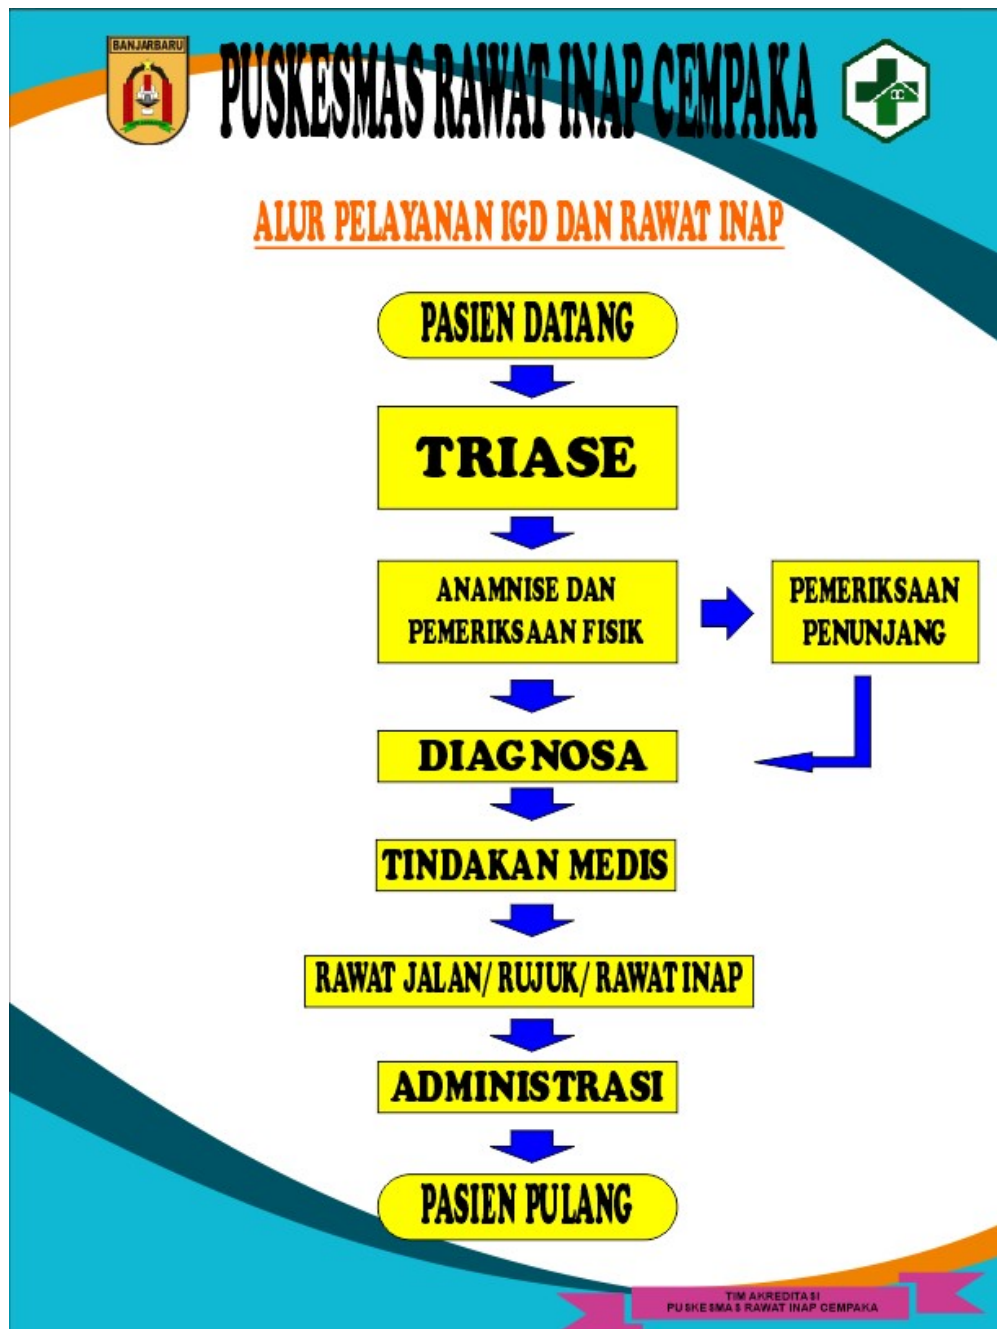 BANJARBARU
PUSKESMAS RAWAT INAP CEMPAKA
ALUR PELAYANAN IGD DAN RAWAT INAP
PASIEN DATANG
TRIASE
ANAMNISE DAN
PEMERIKSAAN FISIK
PEMERIKSAAN
PENUNJANG
DIAGNOSA
TINDAKAN MEDIS
RAWAT JALAN/ RUJUK/ RAWAT INAP
ADMINISTRASI
PASIEN PULANG
TIM AKREDITASI
PUSKESMAS RAWAT INAP CEMPAKA